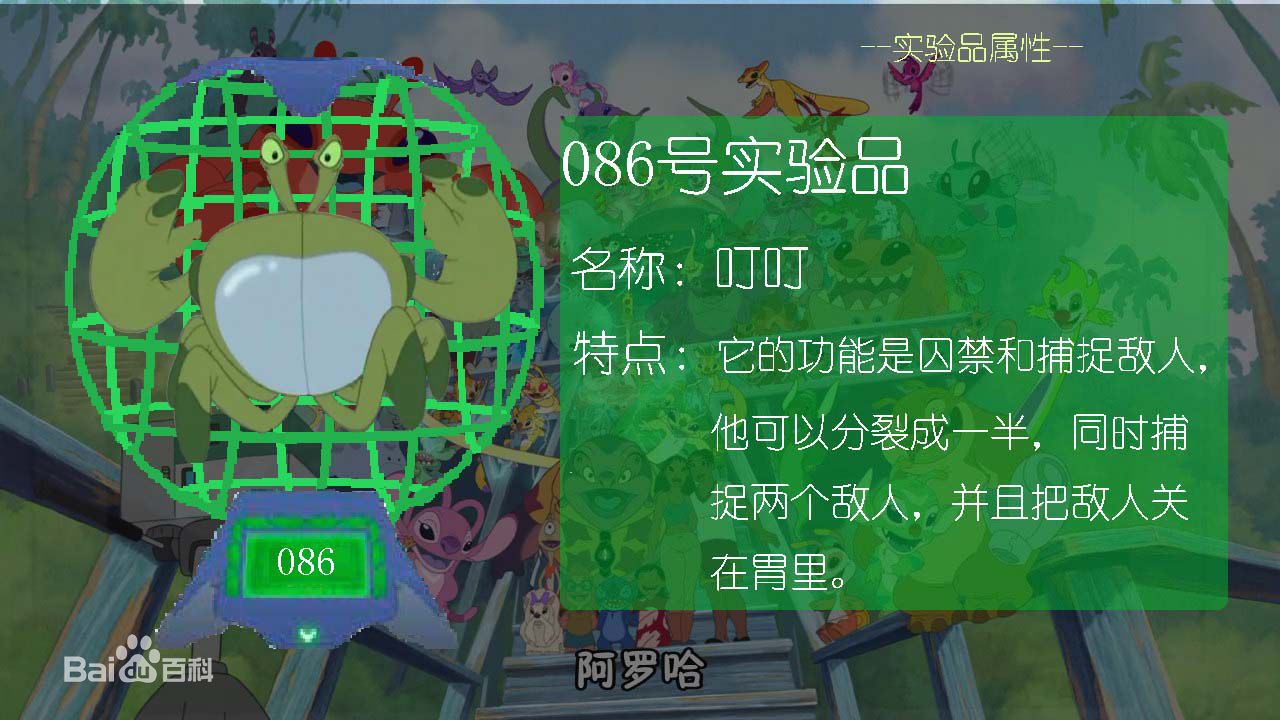 --实验品属性--
086号实验品
名称：叮叮
特点：它的功能是囚禁和捕捉敌人，
他可以分裂成一半，同时捕
捉两个敌人，并且把敌人关
在胃里。
086
Bai du 百科
阿罗哈